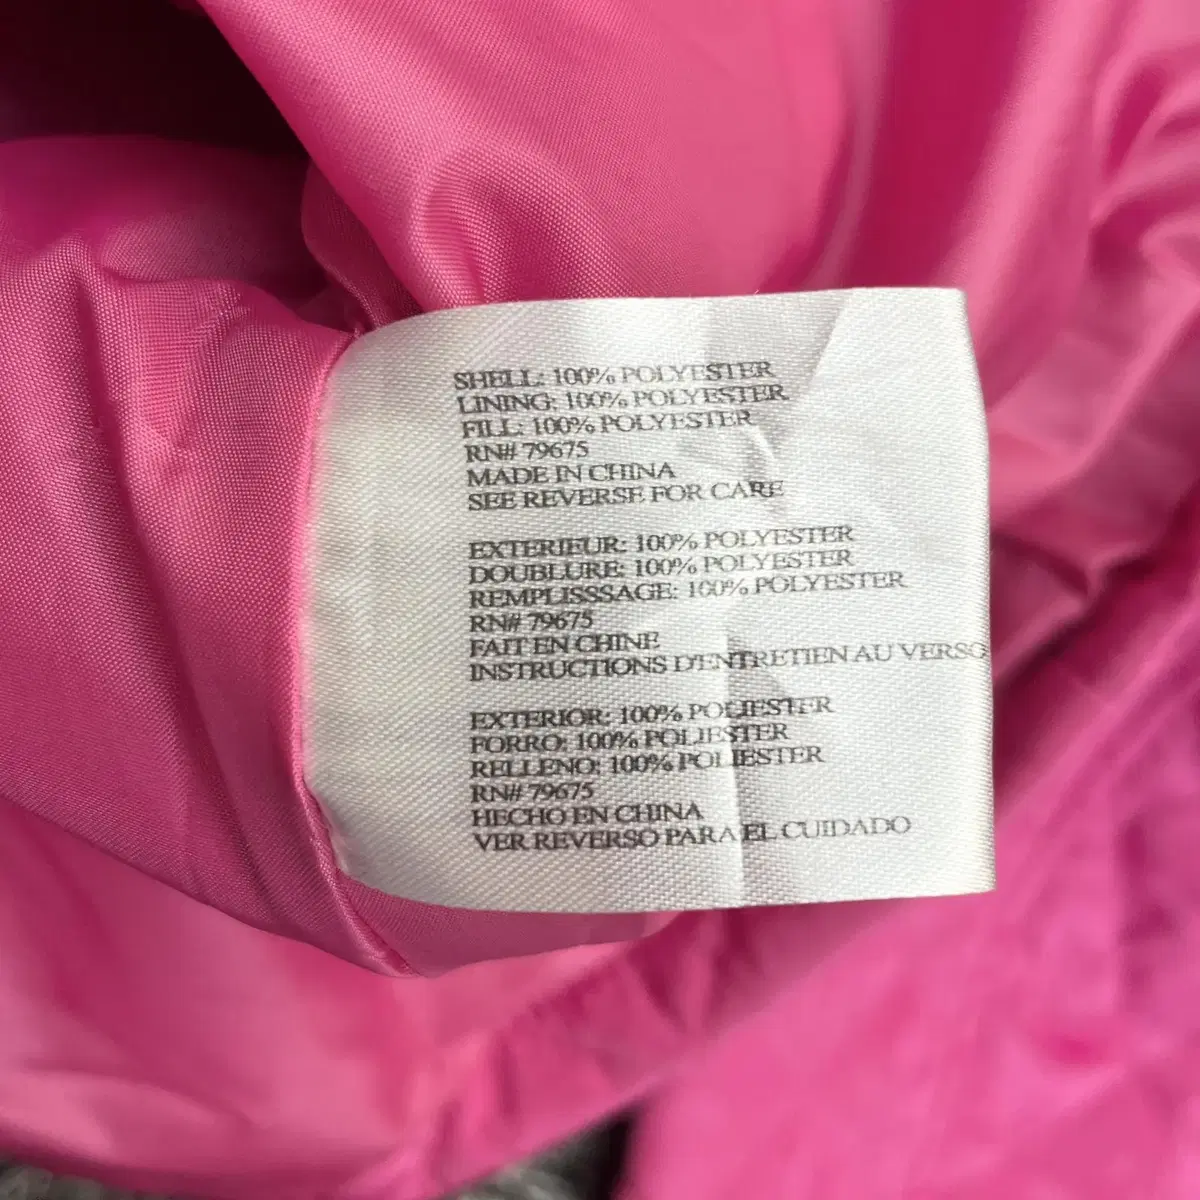 SHELL: 100% POLYESTER
LINING: 100% POLYESTER
FILL: 100% POLYESTER
RN# 79675
MADE IN CHINA
SEE REVERSE FOR CARE
EXTERIEUR: 100% POLYESTER
DOUBLURE: 100% POLYESTER
REMPLISSSAGE: 100% POLYESTER
RN# 79675
FAIT EN CHINE
INSTRUCTIONS D'ENTRETIEN AU VERSO
EXTERIOR: 100% POLIESTER
FORRO: 100% POLIESTER
RELLENO: 100% POLIESTER
RN# 79675
HECHO EN CHINA
VER REVERSO PARA EL CUIDADO